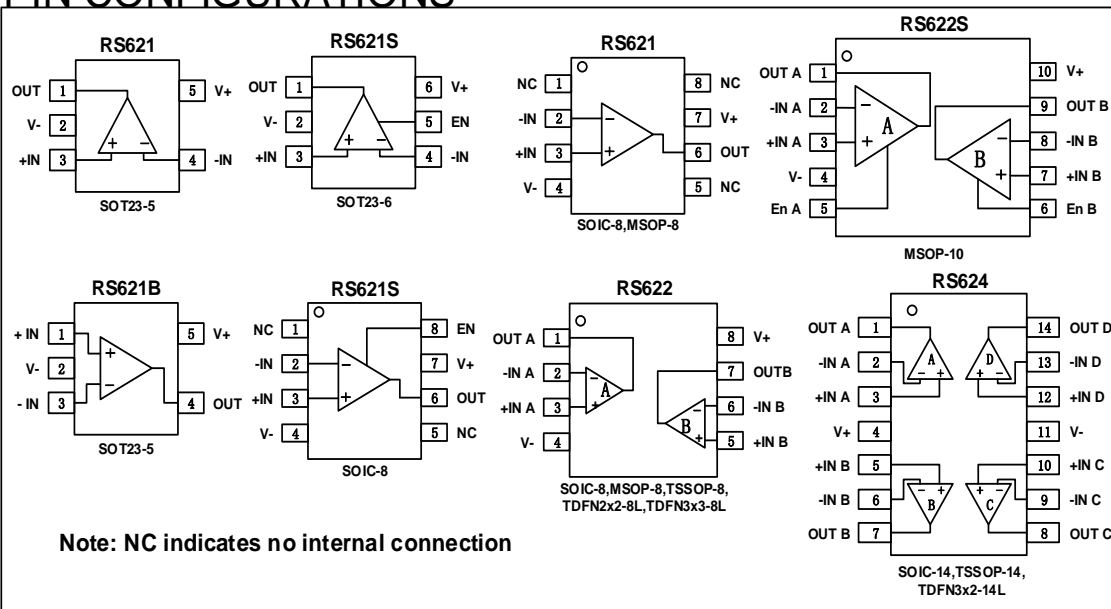 PIN CONFIGURATIONS
RS621
OUT 1
V- 2
+IN 3
5 V+
4 -IN
+ -
SOT23-5
RS621S
OUT 1
V- 2
+IN 3
6 V+
5 EN
4 -IN
+ -
SOT23-6
RS621
NC 1
-IN 2
+IN 3
V- 4
8 NC
7 V+
6 OUT
5 NC
-
+
SOIC-8,MSOP-8
RS622S
OUT A 1
-IN A 2
+IN A 3
V- 4
En A 5
10 V+
9 OUT B
8 -IN B
7 +IN B
6 En B
- A +
- B +
MSOP-10
RS621B
+ IN 1
V- 2
- IN 3
5 V+
4 OUT
+
-
SOT23-5
RS621S
NC 1
-IN 2
+IN 3
V- 4
8 EN
7 V+
6 OUT
5 NC
-
+
SOIC-8
RS622
OUT A 1
-IN A 2
+IN A 3
V- 4
8 V+
7 OUTB
6 -IN B
5 +IN B
- A +
- B +
SOIC-8,MSOP-8,TSSOP-8,
TDFN2x2-8L,TDFN3x3-8L
RS624
OUT A 1
-IN A 2
+IN A 3
V+ 4
+IN B 5
-IN B 6
OUT B 7
14 OUT D
13 -IN D
12 +IN D
11 V-
10 +IN C
9 -IN C
8 OUT C
A - +
D + -
- + B
+ - C
SOIC-14,TSSOP-14,
TDFN3x2-14L
Note: NC indicates no internal connection